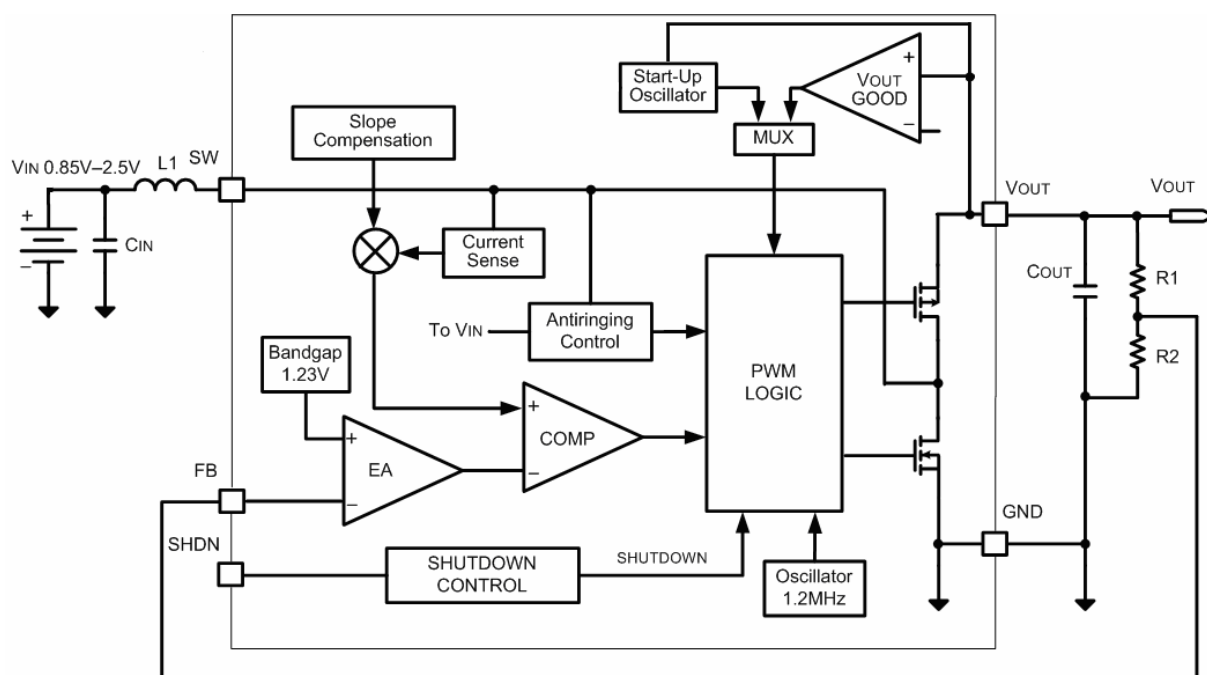 Start-Up
Oscillator
+
VOUT
GOOD
−
MUX
Slope
Compensation
VIN 0.85V–2.5V
L1
SW
VOUT
VOUT
+
−
CIN
Current
Sense
COUT
R1
R2
To VIN
Antiringing
Control
PWM
LOGIC
Bandgap
1.23V
+
COMP
−
+
EA
−
FB
GND
SHDN
SHUTDOWN
CONTROL
SHUTDOWN
Oscillator
1.2MHz